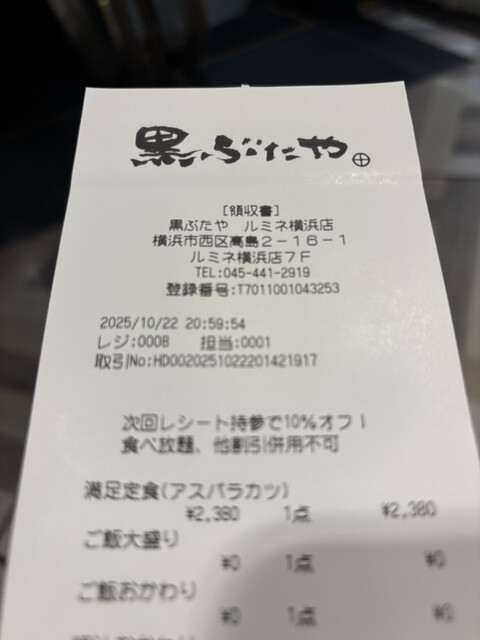 黒ぶたや
[領収書]
黒ぶたや ルミネ横浜店
横浜市西区高島2-16-1
ルミネ横浜店7F
TEL:045-441-2919
登録番号:T7011001043253
2025/10/22 20:59:54
レジ:0008 担当:0001
取引No:HD00202510222014219​17
次回レシート持参で10%オフ!
食べ放題、他割引併用不可
満足定食(アスパラカツ)
¥2,380 1点 ¥2,380
ご飯大盛り
¥0 1点 ¥0
ご飯おかわり
¥0 1点 ¥0